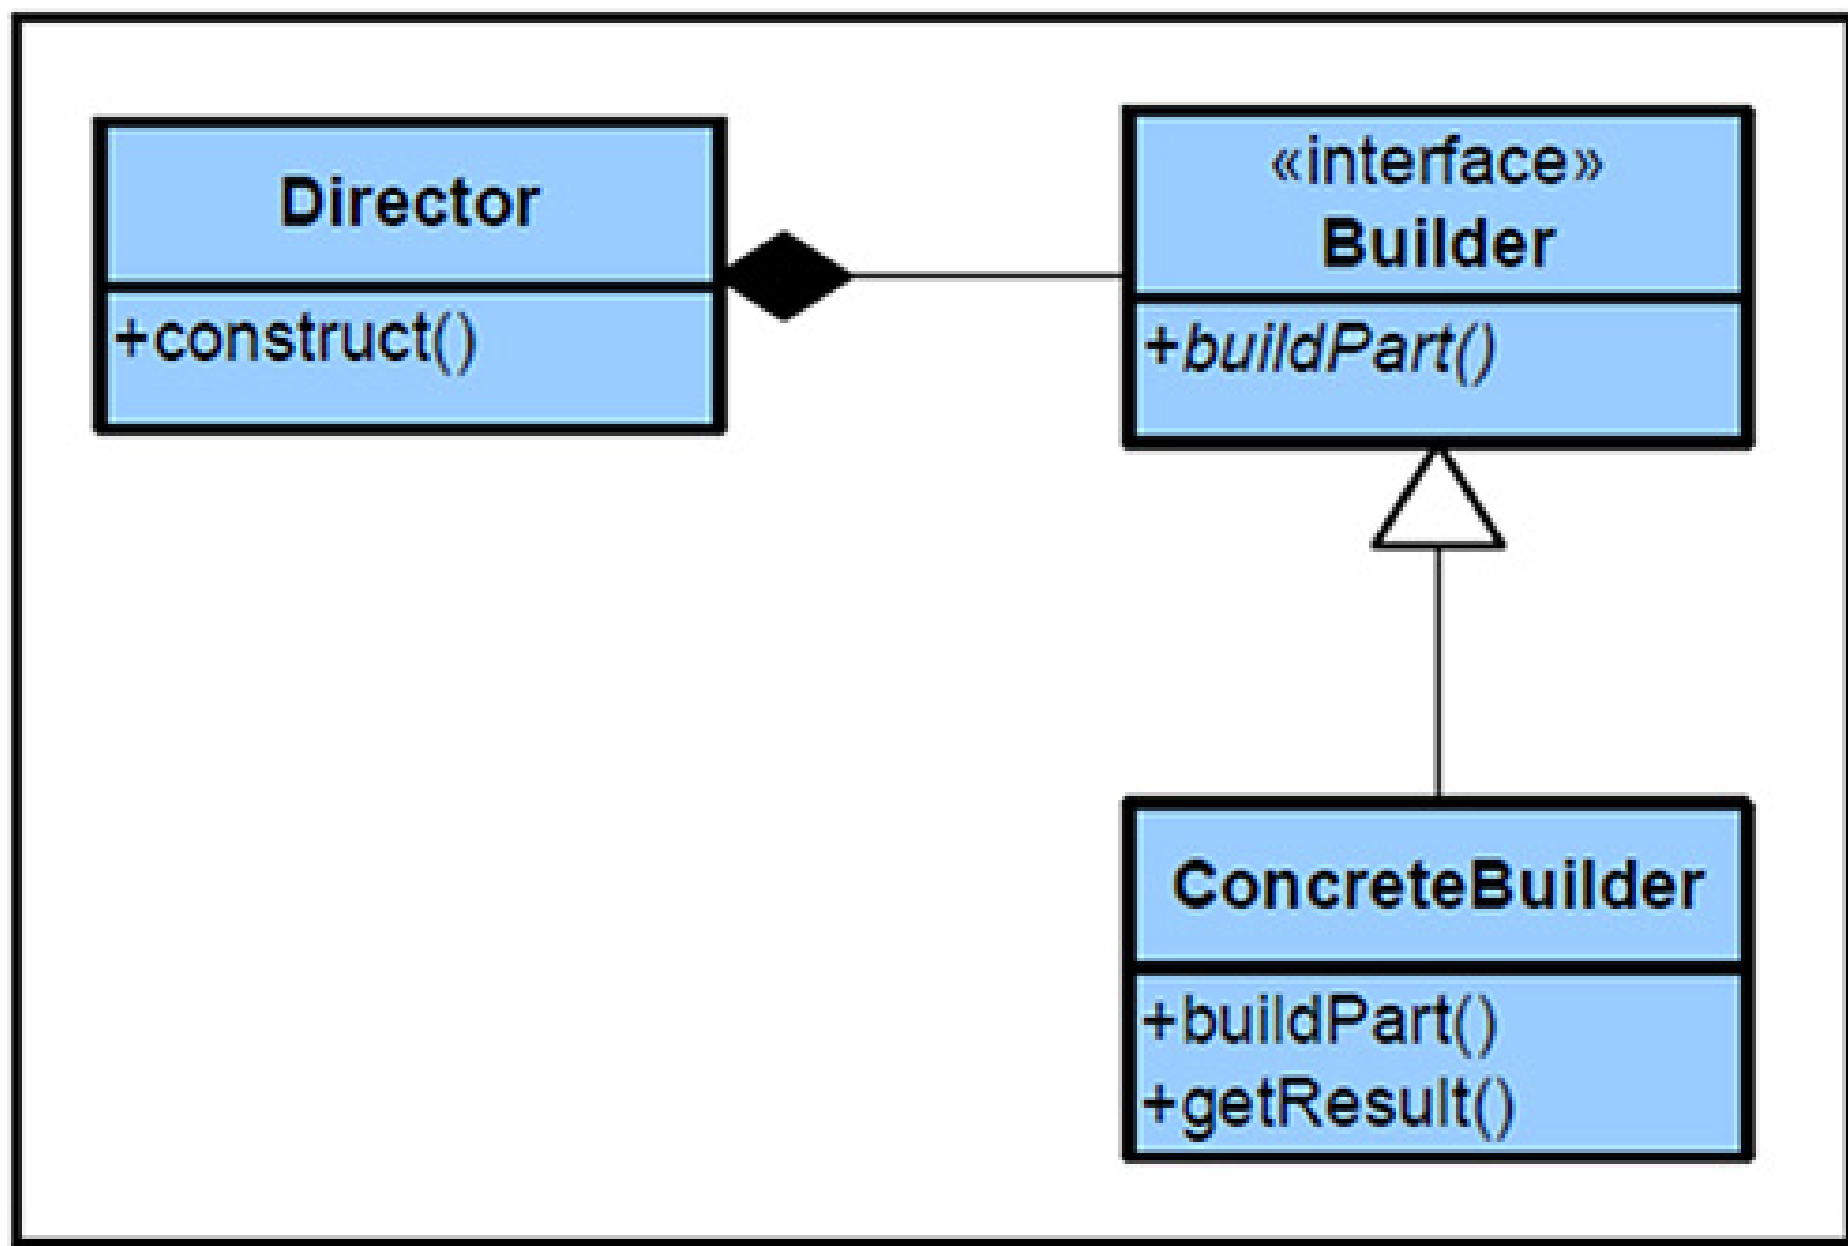 Director
+construct()
«interface»
Builder
+buildPart()
ConcreteBuilder
+buildPart()
+getResult()